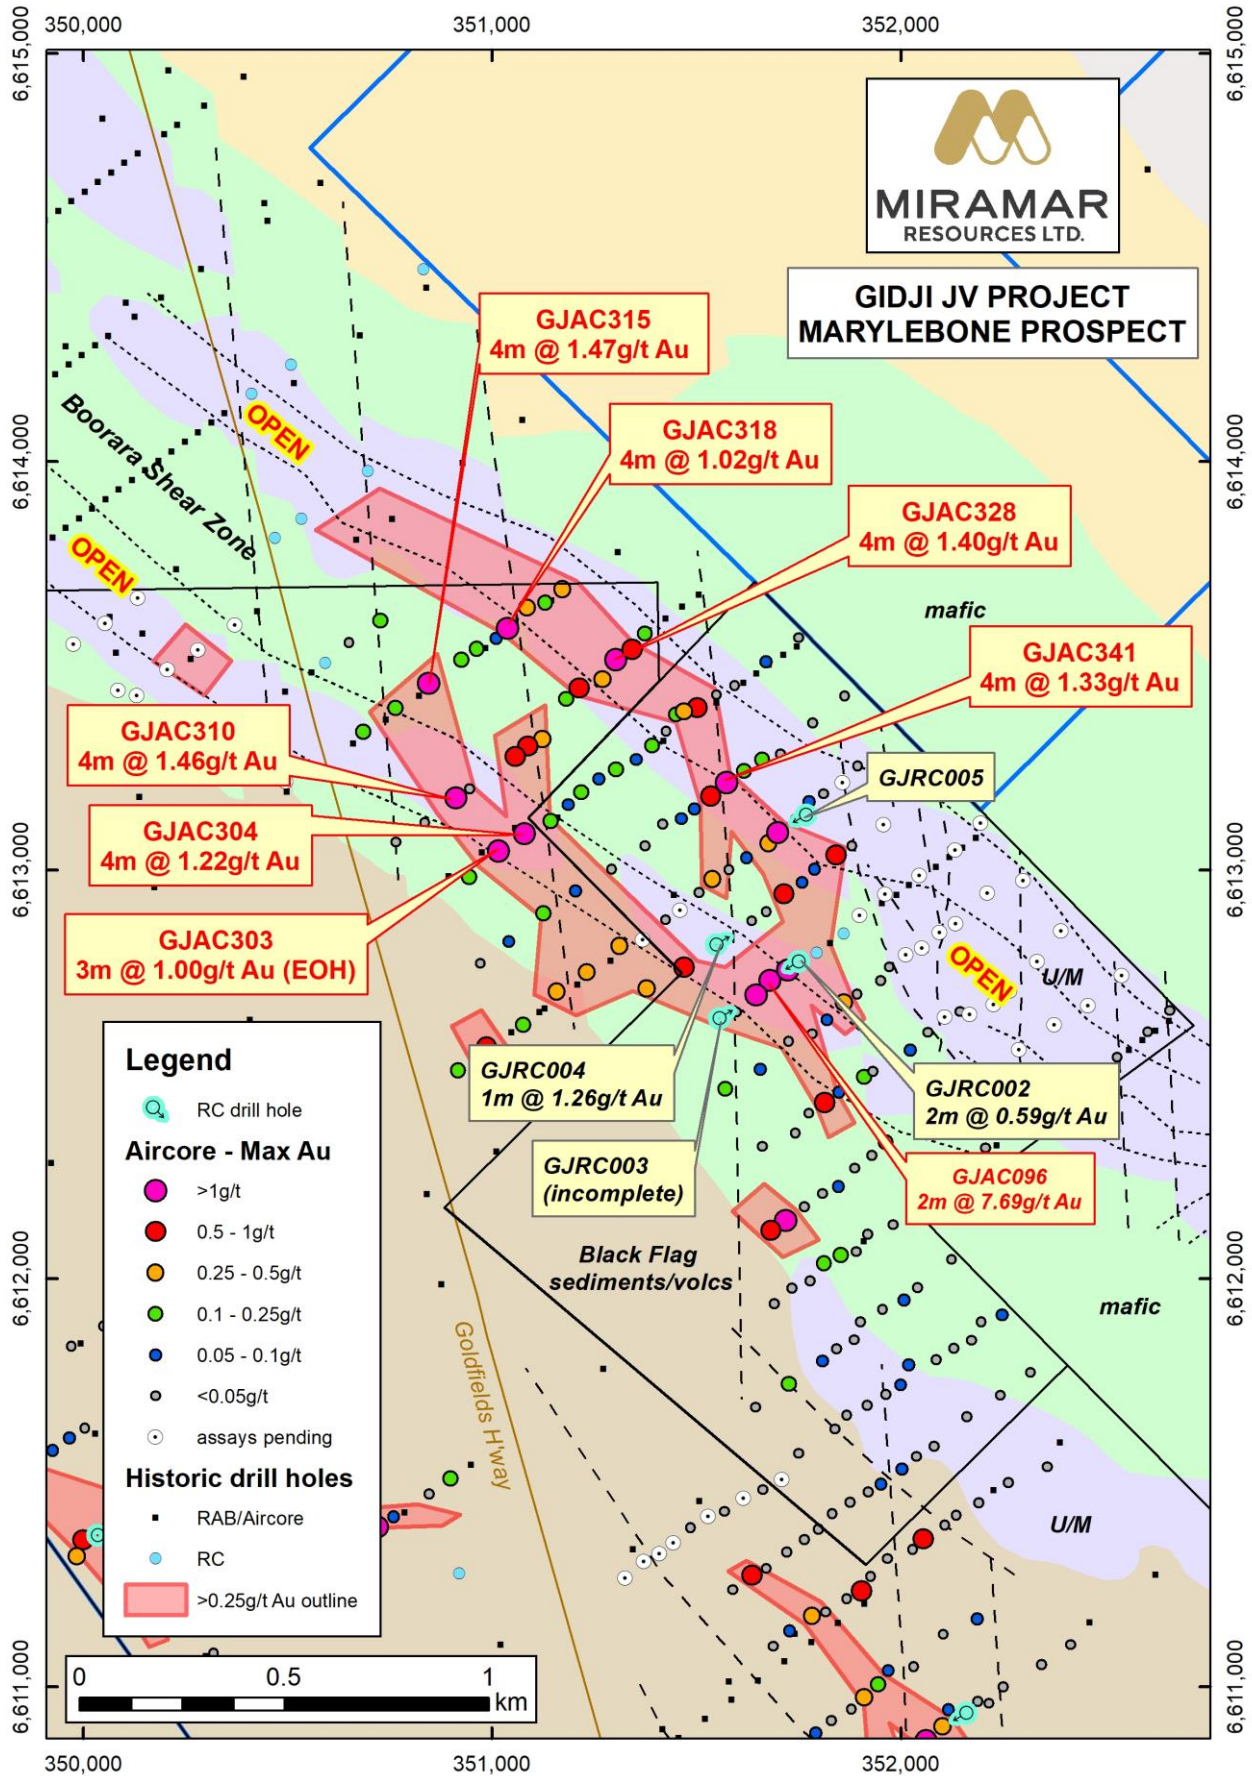 350,000
351,000
352,000
6,615,000
6,615,000
MIRAMAR
RESOURCES LTD.
GIDJI JV PROJECT
MARYLEBONE PROSPECT
GJAC315
4m @ 1.47g/t Au
GJAC318
4m @ 1.02g/t Au
OPEN
Boorara Shear Zone
6,614,000
6,614,000
GJAC328
4m @ 1.40g/t Au
OPEN
mafic
GJAC341
4m @ 1.33g/t Au
GJAC310
4m @ 1.46g/t Au
GJRC005
GJAC304
4m @ 1.22g/t Au
6,613,000
6,613,000
GJAC303
3m @ 1.00g/t Au (EOH)
OPEN
U/M
GJRC004
1m @ 1.26g/t Au
GJRC002
2m @ 0.59g/t Au
GJRC003
(incomplete)
GJAC096
2m @ 7.69g/t Au
Black Flag
sediments/volcs
6,612,000
6,612,000
mafic
Goldfields H'way
U/M
Legend
RC drill hole
Aircore - Max Au
>1g/t
0.5 - 1g/t
0.25 - 0.5g/t
0.1 - 0.25g/t
0.05 - 0.1g/t
<0.05g/t
assays pending
Historic drill holes
RAB/Aircore
RC
>0.25g/t Au outline
0
0.5
1
km
6,611,000
6,611,000
350,000
351,000
352,000